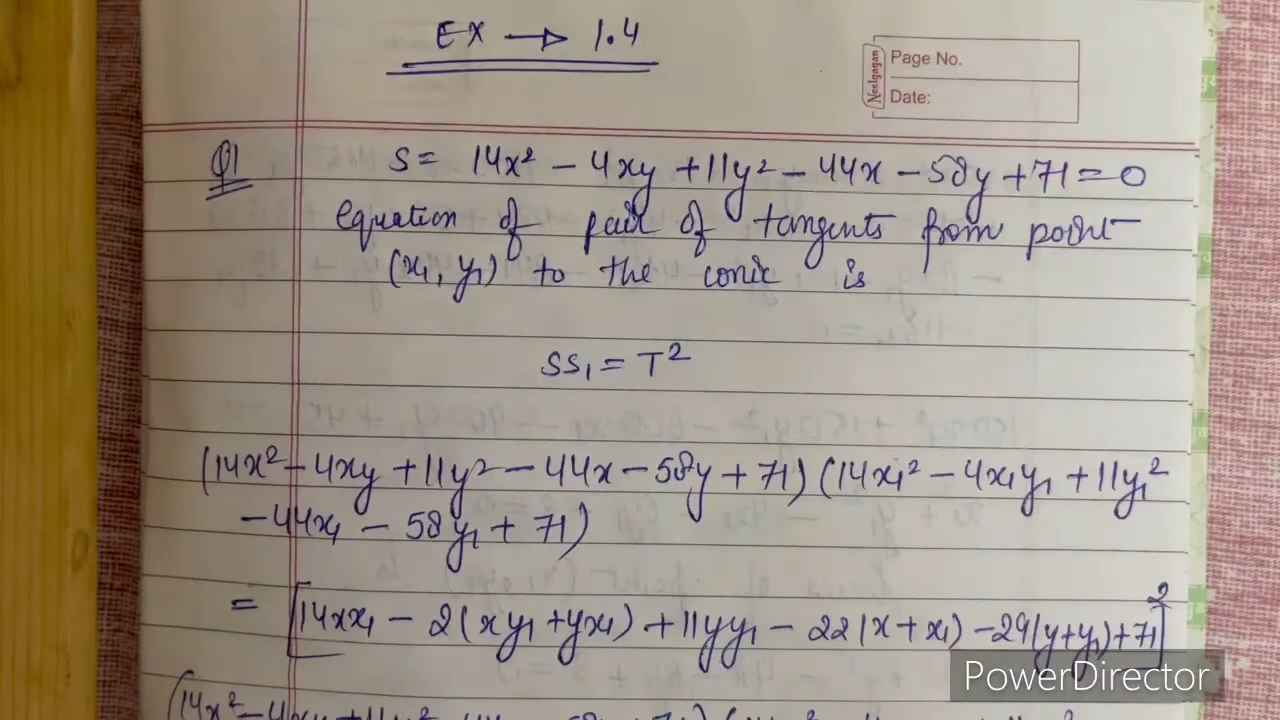 Ex → 1.4
Neelgagan
Page No.
Date:
Q1 S = 14x² - 4xy + 11y² - 44x - 58y + 71 = 0
equation of pair of tangents from point
(x₁, y₁) to the conic is
SS₁ = T²
(14x² - 4xy + 11y² - 44x - 58y + 71) (14x₁² - 4x₁y₁ + 11y₁²
- 44x₁ - 58y₁ + 71)
= [14xx₁ - 2(xy₁ + yx₁) + 11yy₁ - 22(x + x₁) - 29(y + y₁) + 71]²
PowerDirector